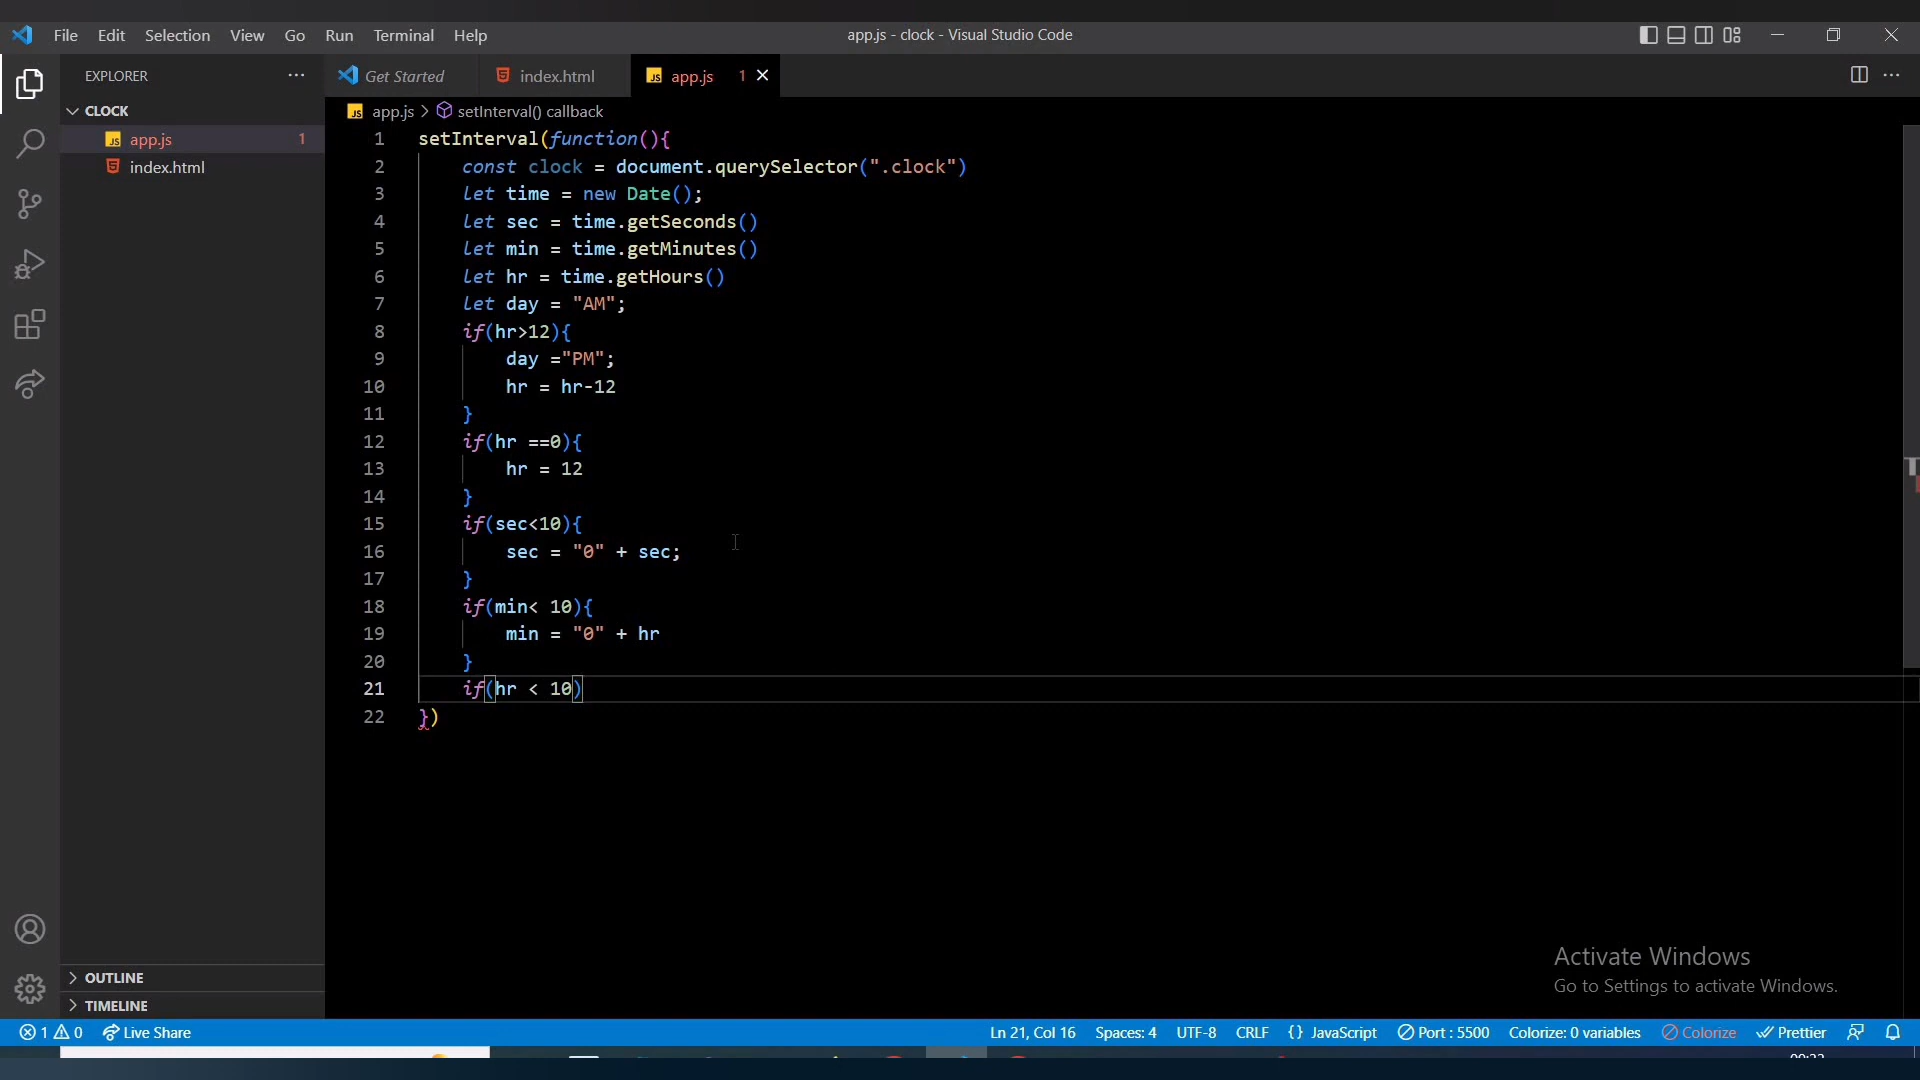 File Edit Selection View Go Run Terminal Help
app.js - clock - Visual Studio Code
EXPLORER
Get Started
index.html
app.js 1
CLOCK
app.js 1
index.html
app.js > setInterval() callback
1 setInterval(function(){
2 const clock = document.querySelector(".clock")
3 let time = new Date();
4 let sec = time.getSeconds()
5 let min = time.getMinutes()
6 let hr = time.getHours()
7 let day = "AM";
8 if(hr>12){
9 day ="PM";
10 hr = hr-12
11 }
12 if(hr ==0){
13 hr = 12
14 }
15 if(sec<10){
16 sec = "0" + sec;
17 }
18 if(min< 10){
19 min = "0" + hr
20 }
21 if(hr < 10)
22 })
Activate Windows
Go to Settings to activate Windows.
OUTLINE
TIMELINE
1 0 Live Share
Ln 21, Col 16 Spaces: 4 UTF-8 CRLF {} JavaScript Port : 5500 Colorize: 0 variables Colorize Prettier